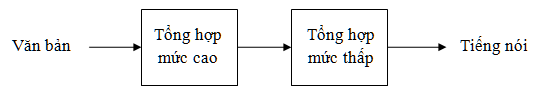 Văn bản
Tổng hợp
mức cao
Tổng hợp
mức thấp
Tiếng nói